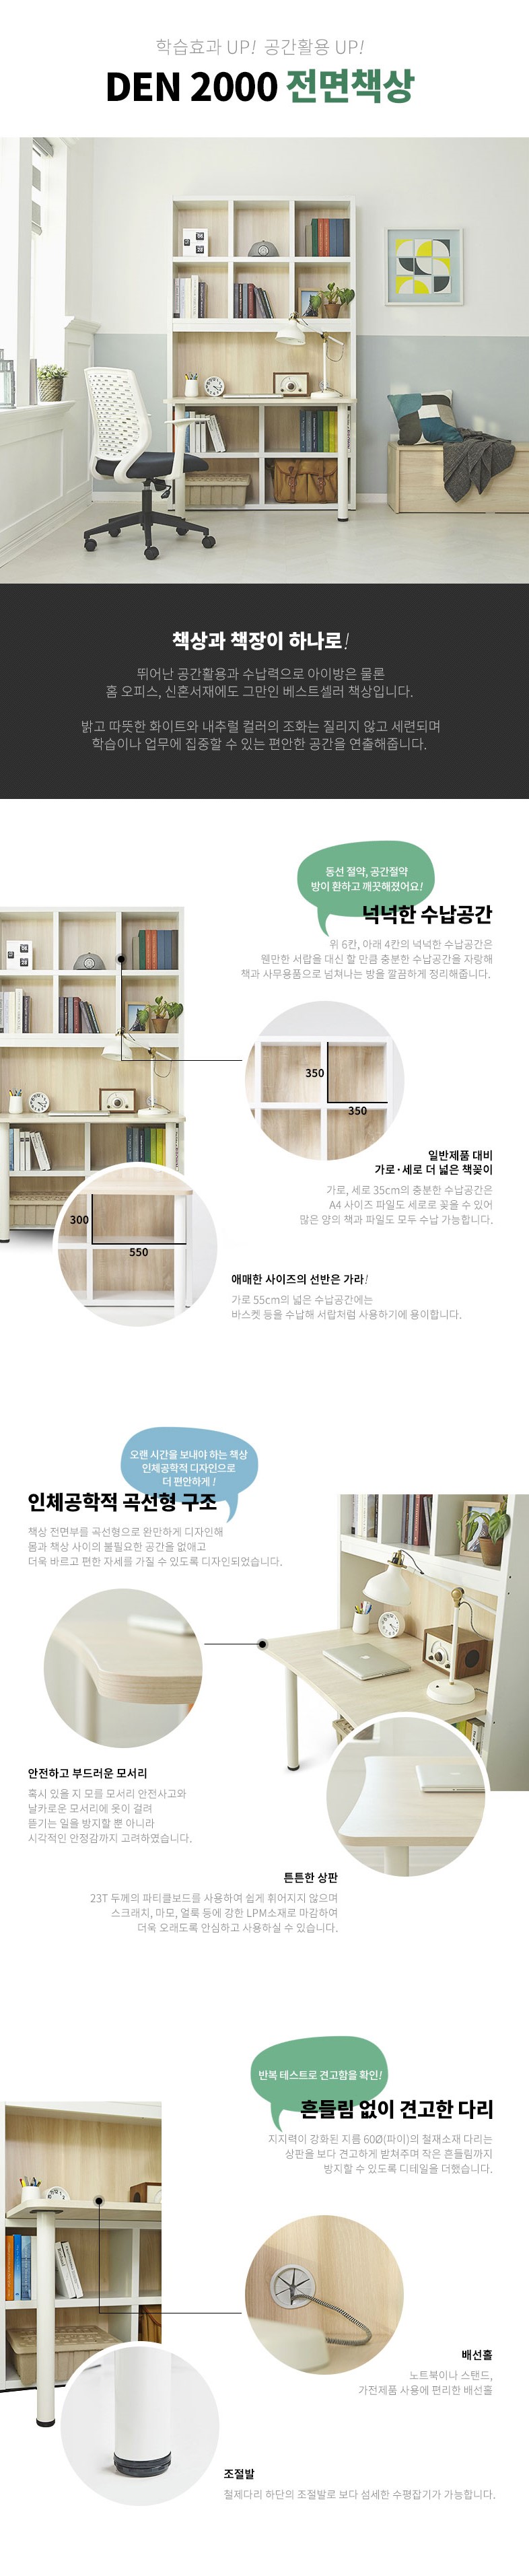 학습효과 UP! 공간활용 UP!
DEN 2000 전면책상
책상과 책장이 하나로!
뛰어난 공간활용과 수납력으로 아이방은 물론
홈 오피스, 신혼서재에도 그만인 베스트셀러 책상입니다.
밝고 따뜻한 화이트와 내추럴 컬러의 조화는 질리지 않고 세련되며
학습이나 업무에 집중할 수 있는 편안한 공간을 연출해줍니다.
동선 절약, 공간절약
방이 환하고 깨끗해졌어요!
넉넉한 수납공간
위 6칸, 아래 4칸의 넉넉한 수납공간은
웬만한 서랍을 대신 할 만큼 충분한 수납공간을 자랑해
책과 사무용품으로 넘쳐나는 방을 깔끔하게 정리해줍니다.
350
350
일반제품 대비
가로·세로 더 넓은 책꽂이
가로, 세로 35cm의 충분한 수납공간은
A4 사이즈 파일도 세로로 꽂을 수 있어
많은 양의 책과 파일도 모두 수납 가능합니다.
300
550
애매한 사이즈의 선반은 가라!
가로 55cm의 넓은 수납공간에는
바스켓 등을 수납해 서랍처럼 사용하기에 용이합니다.
오랜 시간을 보내야 하는 책상
인체공학적 디자인으로
더 편안하게!
인체공학적 곡선형 구조
책상 전면부를 곡선형으로 완만하게 디자인해
몸과 책상 사이의 불필요한 공간을 없애고
더욱 바르고 편한 자세를 가질 수 있도록 디자인되었습니다.
안전하고 부드러운 모서리
혹시 있을 지 모를 모서리 안전사고와
날카로운 모서리에 옷이 걸려
뜯기는 일을 방지할 뿐 아니라
시각적인 안정감까지 고려하였습니다.
튼튼한 상판
23T 두께의 파티클보드를 사용하여 쉽게 휘어지지 않으며
스크래치, 마모, 얼룩 등에 강한 LPM소재로 마감하여
더욱 오래도록 안심하고 사용하실 수 있습니다.
반복 테스트로 견고함을 확인!
흔들림 없이 견고한 다리
지지력이 강화된 지름 60Ø(파이)의 철재소재 다리는
상판을 보다 견고하게 받쳐주며 작은 흔들림까지
방지할 수 있도록 디테일을 더했습니다.
배선홀
노트북이나 스탠드,
가전제품 사용에 편리한 배선홀
조절발
철제다리 하단의 조절발로 보다 섬세한 수평잡기가 가능합니다.